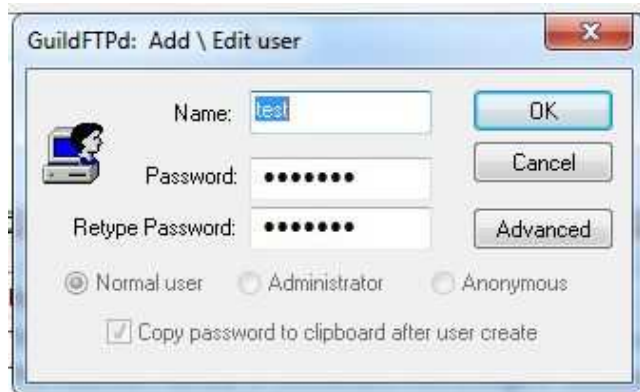 GuildFTPd: Add \ Edit user
Name: test OK
Password: ●●●●●●● Cancel
Retype Password: ●●●●●●● Advanced
Normal user Administrator Anonymous
Copy password to clipboard after user create